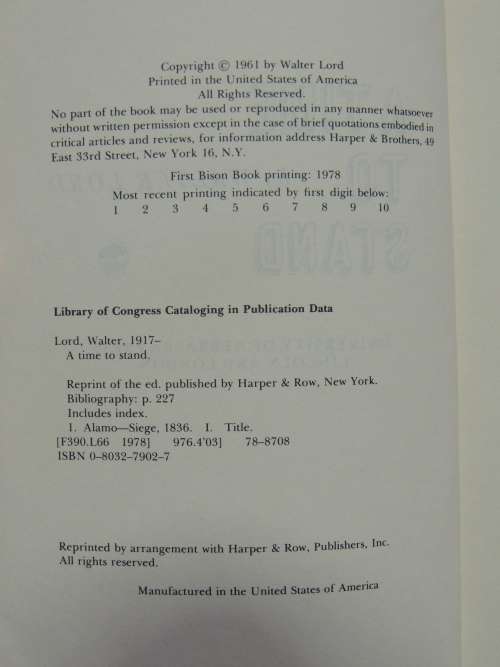 Copyright © 1961 by Walter Lord
Printed in the United States of America
All Rights Reserved.
No part of the book may be used or reproduced in any manner whatsoever
without written permission except in the case of brief quotations embodied in
critical articles and reviews, for information address Harper & Brothers, 49
East 33rd Street, New York 16, N.Y.
First Bison Book printing: 1978
Most recent printing indicated by first digit below:
1 2 3 4 5 6 7 8 9 10
TO
STAND
Library of Congress Cataloging in Publication Data
Lord, Walter, 1917–
A time to stand.
Reprint of the ed. published by Harper & Row, New York.
Bibliography: p. 227
Includes index.
1. Alamo—Siege, 1836. I. Title.
[F390.L66 1978] 976.4'03] 78–8708
ISBN 0–8032–7902–7
Reprinted by arrangement with Harper & Row, Publishers, Inc.
All rights reserved.
Manufactured in the United States of America